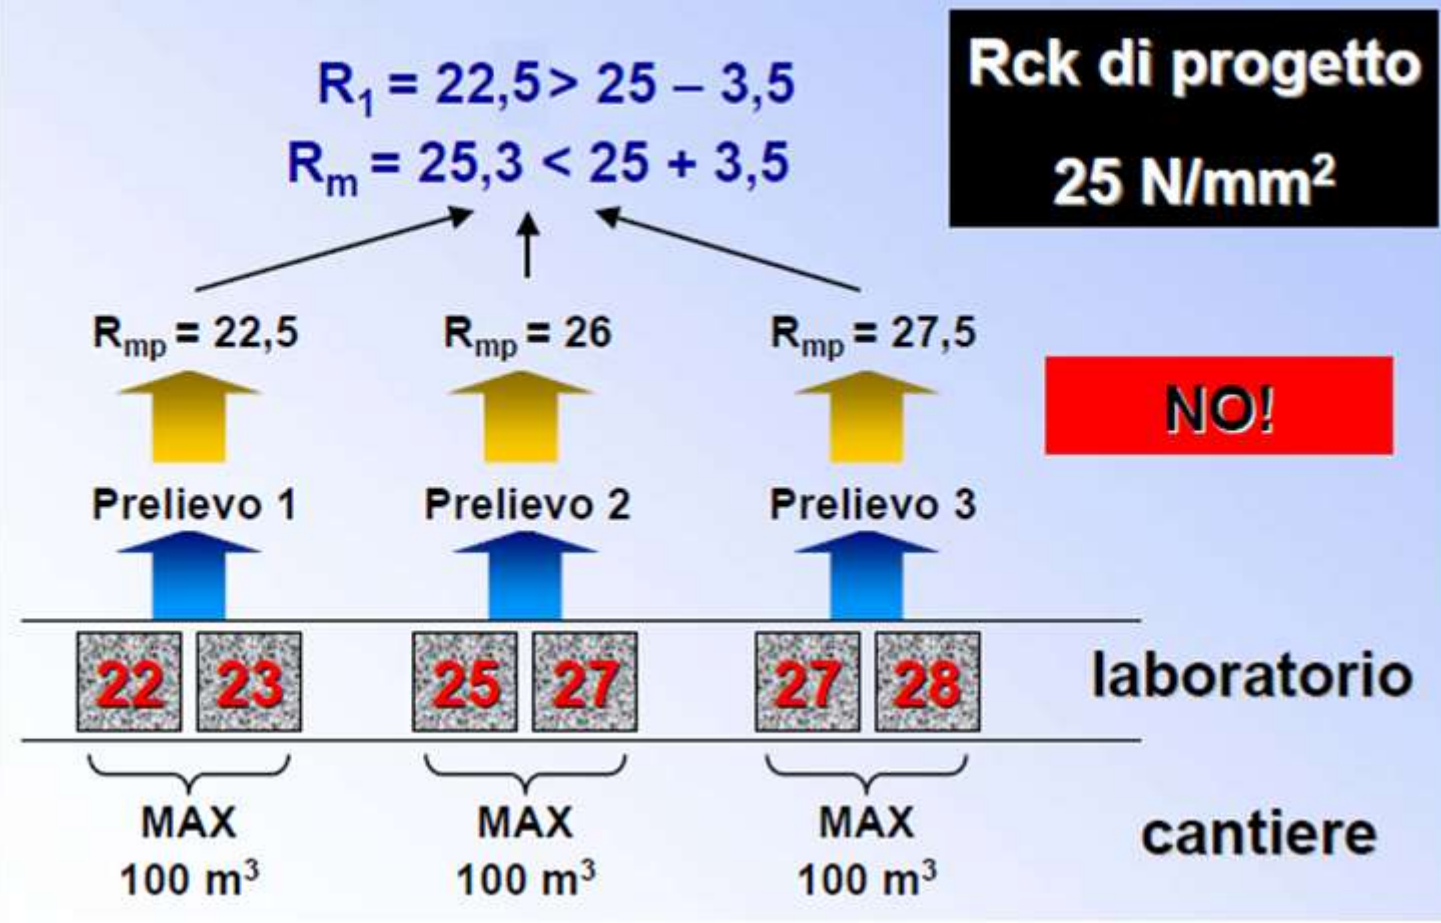 R₁ = 22,5> 25 – 3,5
Rₘ = 25,3 < 25 + 3,5
Rck di progetto
25 N/mm²
Rmp = 22,5
Rmp = 26
Rmp = 27,5
NO!
Prelievo 1
Prelievo 2
Prelievo 3
22 23 25 27 27 28
laboratorio
MAX
100 m³
MAX
100 m³
MAX
100 m³
cantiere